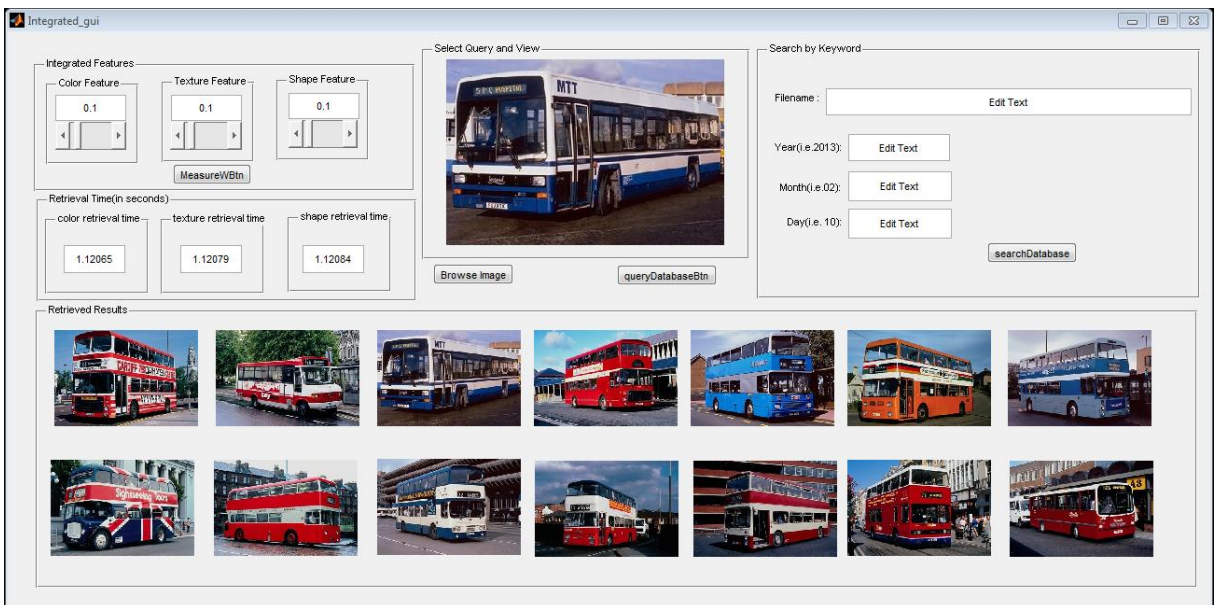 Integrated_gui
Integrated Features
Color Feature
Texture Feature
Shape Feature
0.1
0.1
0.1
MeasureWBtn
Retrieval Time(in seconds)
color retrieval time
texture retrieval time
shape retrieval time
1.12065
1.12079
1.12084
Select Query and View
MTT
Browse Image
queryDatabaseBtn
Search by Keyword
Filename :
Edit Text
Year(i.e.2013):
Edit Text
Month(i.e.02):
Edit Text
Day(i.e. 10):
Edit Text
searchDatabase
Retrieved Results
MTT
Sightseeing Tours